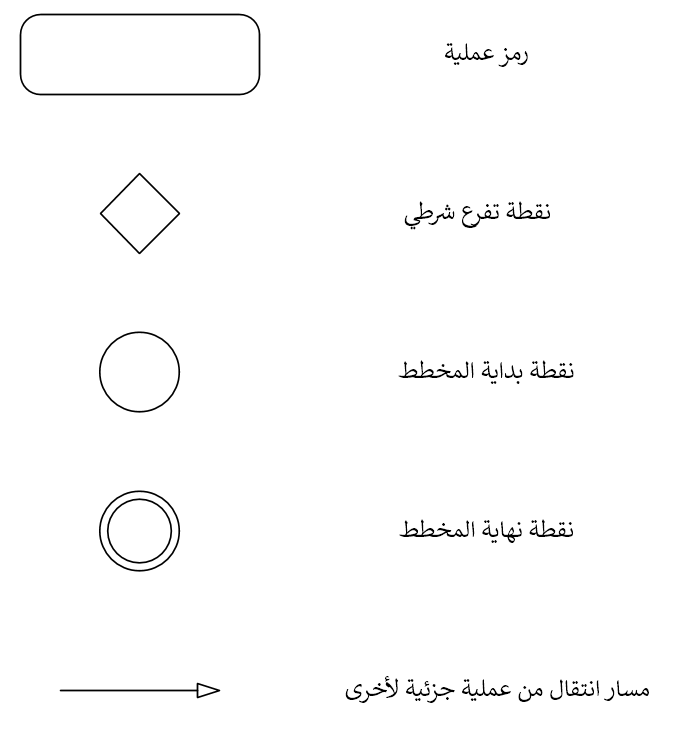 رمز عملية
نقطة تفرع شرطي
نقطة بداية المخطط
نقطة نهاية المخطط
مسار انتقال من عملية جزئية لأخرى